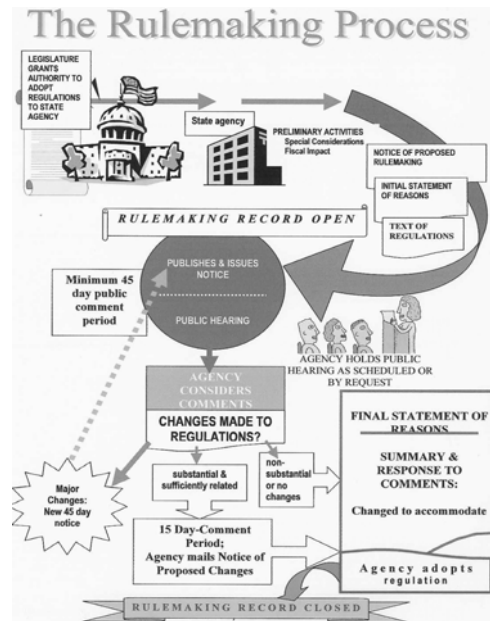 The Rulemaking Process
LEGISLATURE
GRANTS
AUTHORITY TO
ADOPT
REGULATIONS
TO STATE
AGENCY
State agency
PRELIMINARY ACTIVITIES
Special Considerations
Fiscal Impact
NOTICE OF PROPOSED
RULEMAKING
INITIAL STATEMENT
OF REASONS
TEXT OF
REGULATIONS
RULEMAKING RECORD OPEN
PUBLISHES & ISSUES
NOTICE
PUBLIC HEARING
Minimum 45
day public
comment
period
AGENCY HOLDS PUBLIC
HEARING AS SCHEDULED OR
BY REQUEST
AGENCY
CONSIDERS
COMMENTS
CHANGES MADE TO
REGULATIONS?
Major
Changes:
New 45 day
notice
substantial &
sufficiently related
non-
substantial
or no
changes
15 Day-Comment
Period;
Agency mails Notice of
Proposed Changes
FINAL STATEMENT OF
REASONS
SUMMARY &
RESPONSE TO
COMMENTS:
Changed to accommodate
Agency adopts
regulation
RULEMAKING RECORD CLOSED